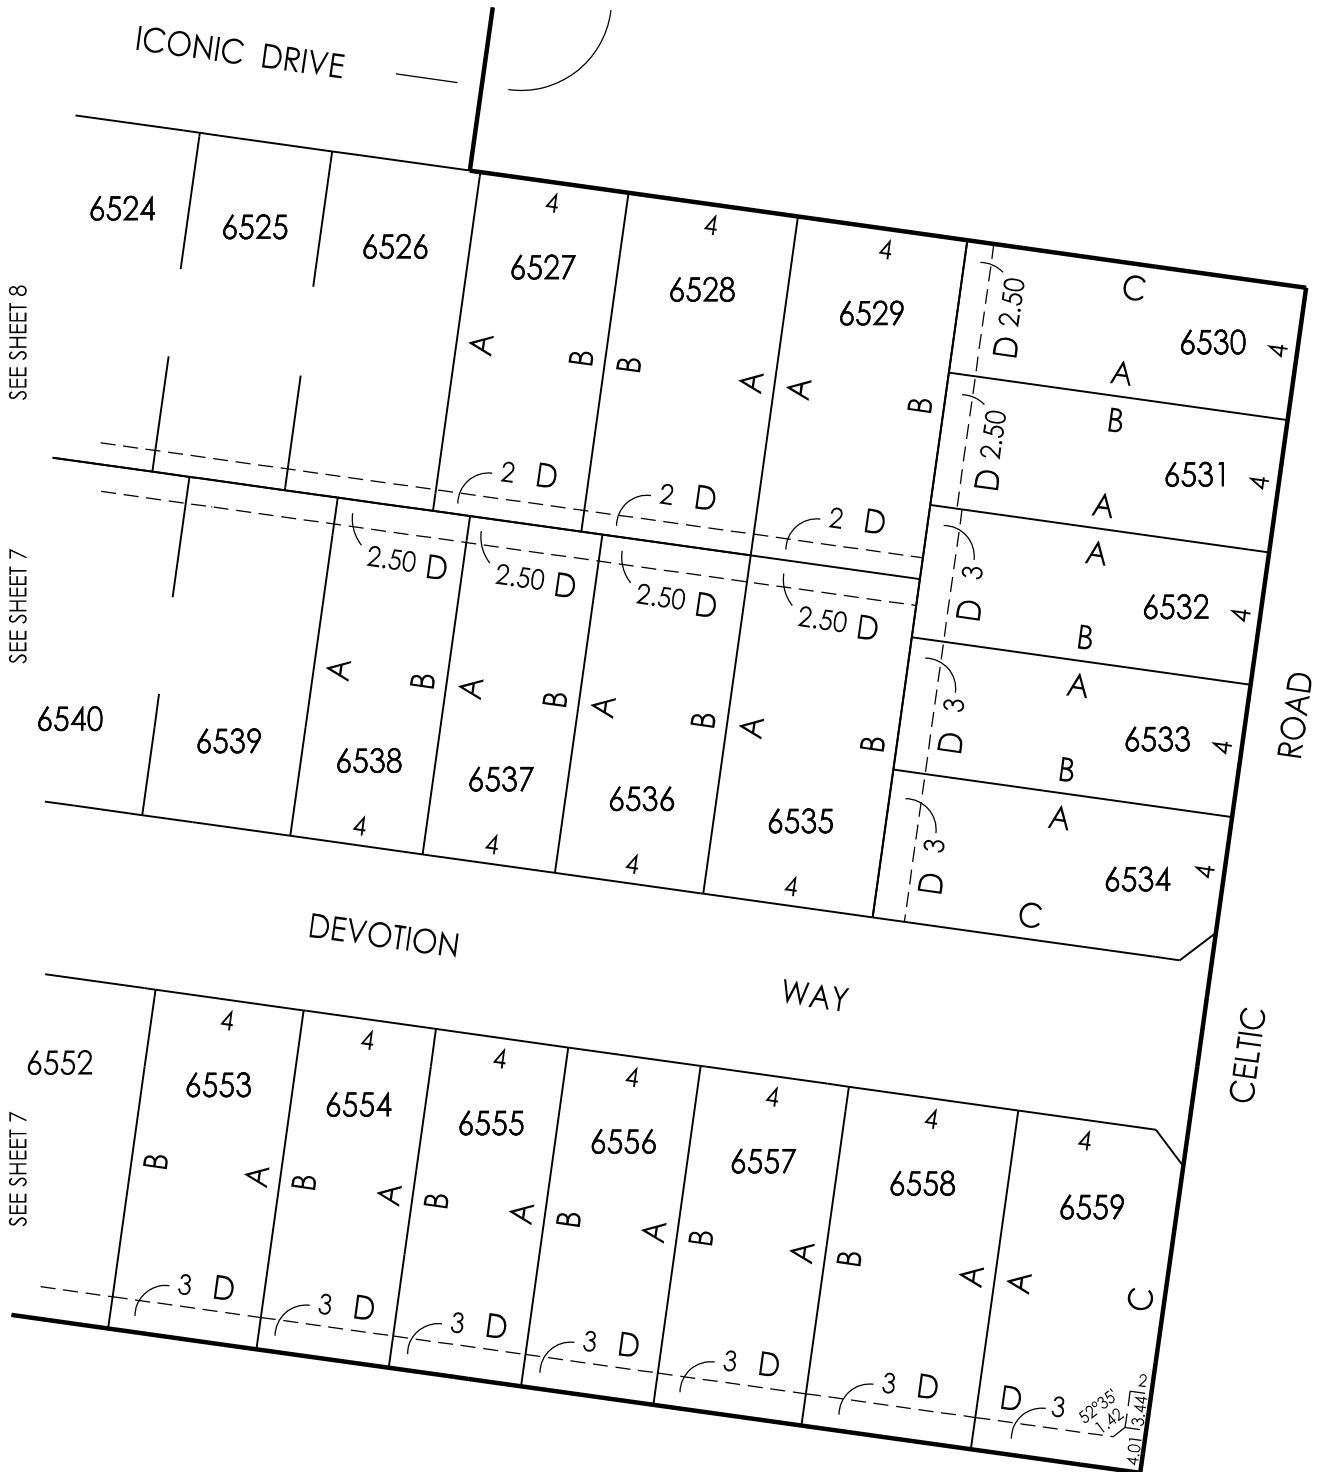 ICONIC DRIVE
6524
6525
6526
4
6527
A
B
2 D
4
6528
B
A
2 D
4
6529
A
B
2 D
D 2.50
C
6530
4
A
D 2.50
B
6531
4
A
D 3
A
6532
4
B
D 3
A
6533
4
B
D 3
A
6534
4
C
SEE SHEET 8
SEE SHEET 7
6540
6539
2.50 D
A
B
6538
4
2.50 D
A
B
6537
4
2.50 D
A
B
6536
4
2.50 D
A
B
6535
4
ROAD
CELTIC
DEVOTION WAY
6552
SEE SHEET 7
4
6553
B
A
3 D
4
6554
B
A
3 D
4
6555
B
A
3 D
4
6556
B
A
3 D
4
6557
B
A
3 D
4
6558
B
A
3 D
4
6559
A
C
D 3
52°35'
1.42
2
3.44
4.01